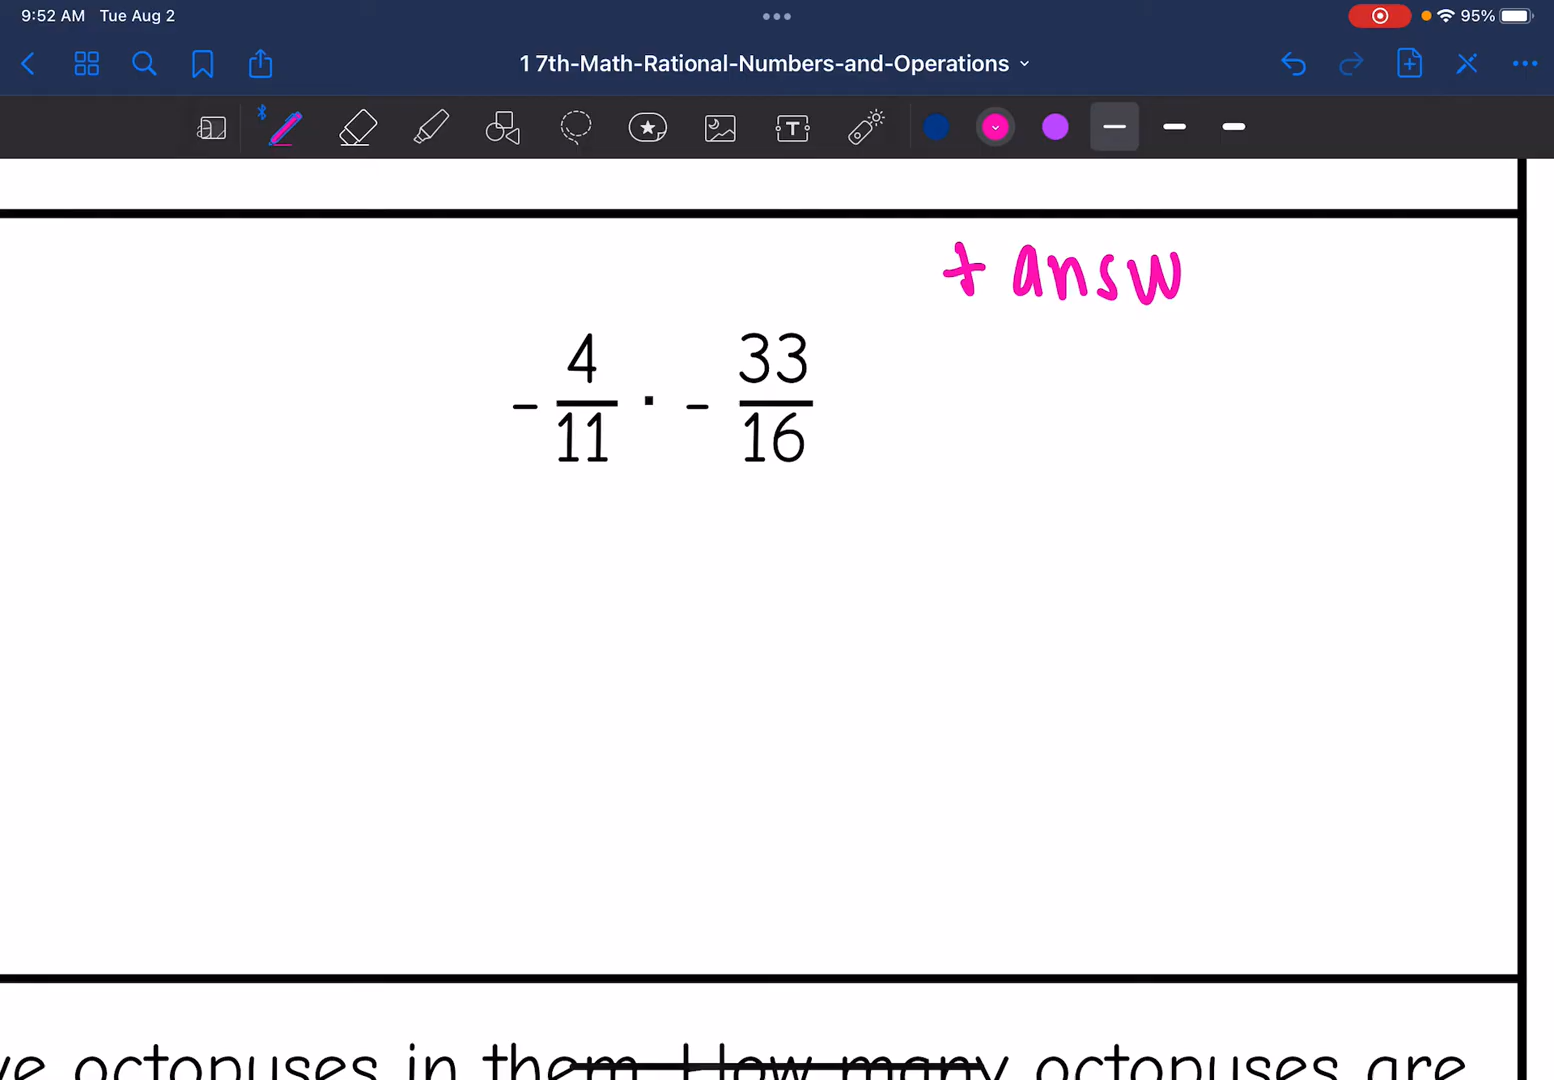 9:52 AM Tue Aug 2
95%
1 7th-Math-Rational-Numbers-and-Operations
T
+ answ
- 4/11 · - 33/16
ve octopuses in them. How many octopuses are